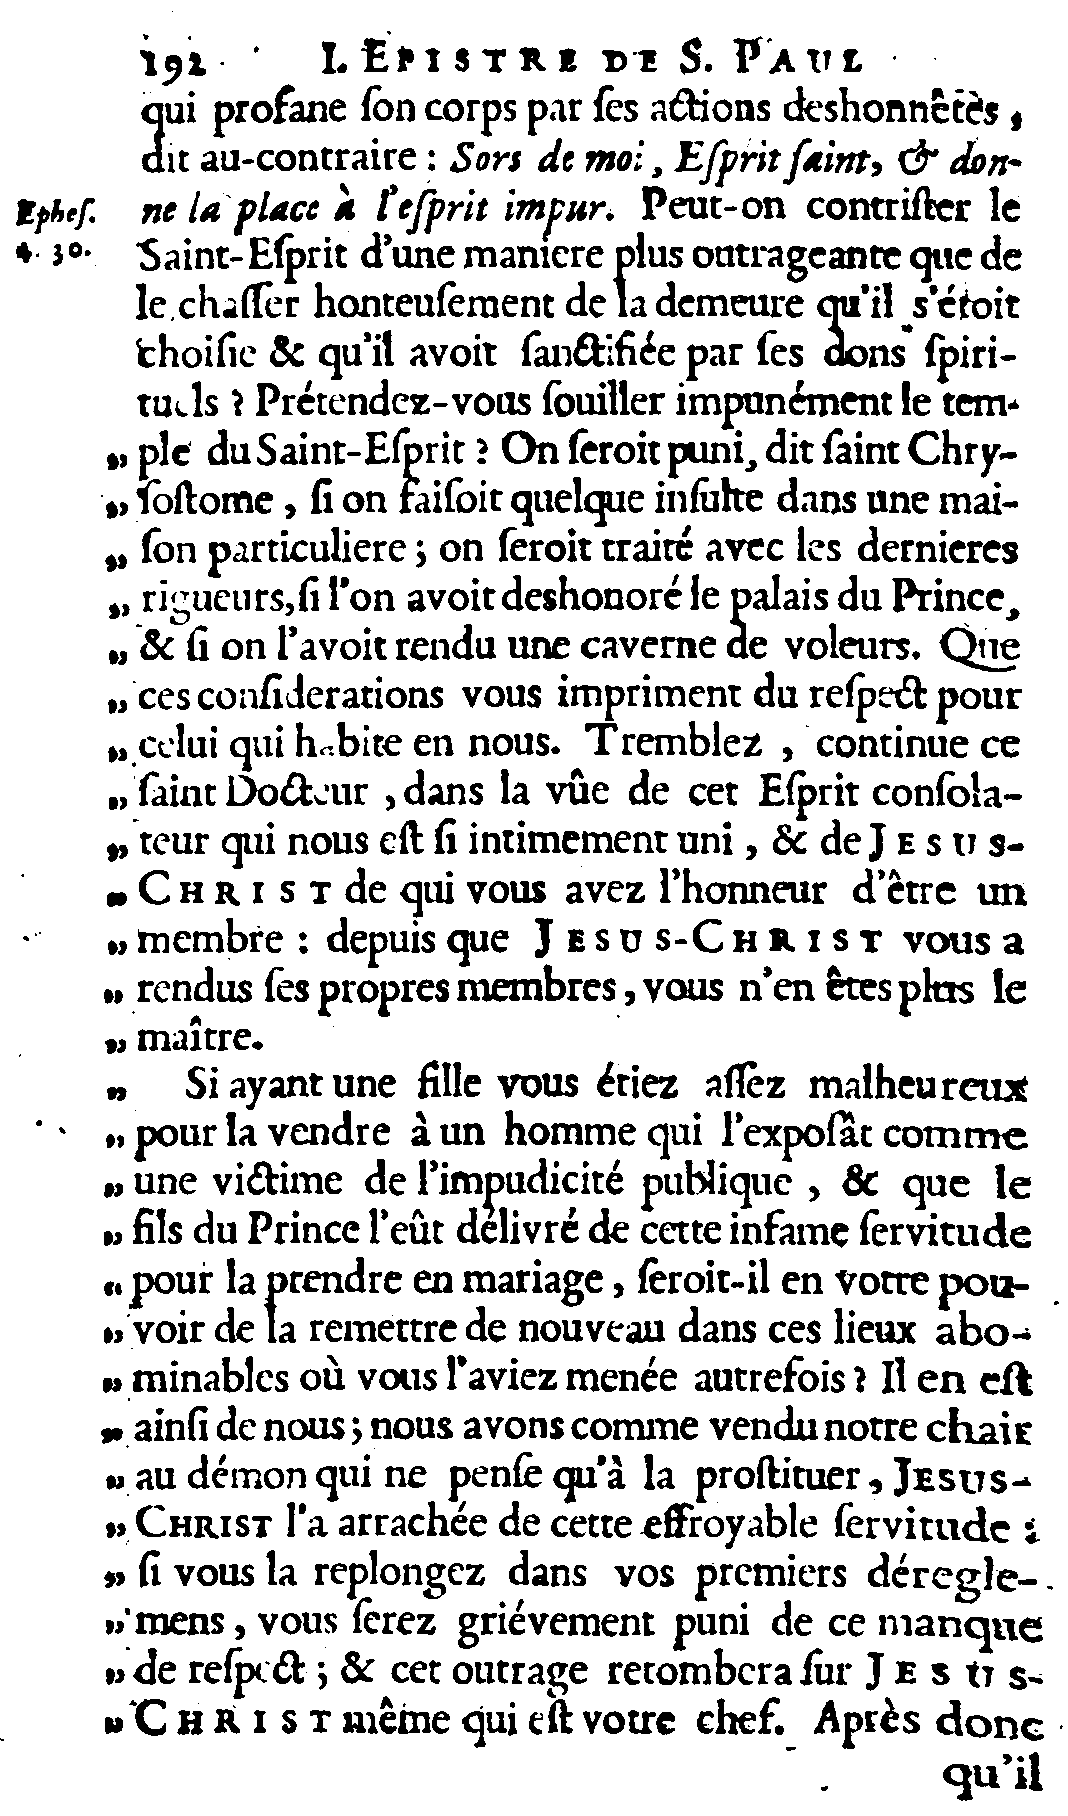 192 I. EPISTRE DE S. PAUL
qui profane ſon corps par ſes actions deshonnêtès,
dit au-contraire : Sors de moi, Eſprit ſaint, & don-
Epheſ. ne la place à l'eſprit impur. Peut-on contriſter le
4. 30. Saint-Eſprit d'une maniere plus outrageante que de
le chaſſer honteuſement de la demeure qu'il s'étoit
choiſie & qu'il avoit ſanctifiée par ſes dons ſpiri-
tuels ? Prétendez-vous ſouiller impunément le tem-
„ ple du Saint-Eſprit ? On ſeroit puni, dit ſaint Chry-
„ ſoſtome, ſi on faiſoit quelque inſulte dans une mai-
„ ſon particuliere ; on ſeroit traité avec les dernieres
„ rigueurs, ſi l'on avoit deshonoré le palais du Prince,
„ & ſi on l'avoit rendu une caverne de voleurs. Que
„ ces conſiderations vous impriment du reſpect pour
„ celui qui habite en nous. Tremblez, continue ce
„ ſaint Docteur, dans la vûe de cet Eſprit conſola-
„ teur qui nous eſt ſi intimement uni, & de JESUS-
„ CHRIST de qui vous avez l'honneur d'être un
„ membre : depuis que JESUS-CHRIST vous a
„ rendus ſes propres membres, vous n'en êtes plus le
„ maître.
„ Si ayant une fille vous étiez aſſez malheureux
„ pour la vendre à un homme qui l'expoſât comme
„ une victime de l'impudicité publique, & que le
„ fils du Prince l'eût délivré de cette infame ſervitude
“ pour la prendre en mariage, ſeroit-il en votre pou-
„ voir de la remettre de nouveau dans ces lieux abo-
„ minables où vous l'aviez menée autrefois ? Il en eſt
„ ainſi de nous ; nous avons comme vendu notre chair
„ au démon qui ne penſe qu'à la proſtituer, JESUS-
„ CHRIST l'a arrachée de cette effroyable ſervitude :
„ ſi vous la replongez dans vos premiers déregle-
„ mens, vous ſerez griévement puni de ce manque
„ de reſpect ; & cet outrage retombera ſur JESUS-
„ CHRIST même qui eſt votre chef. Après donc
qu'il